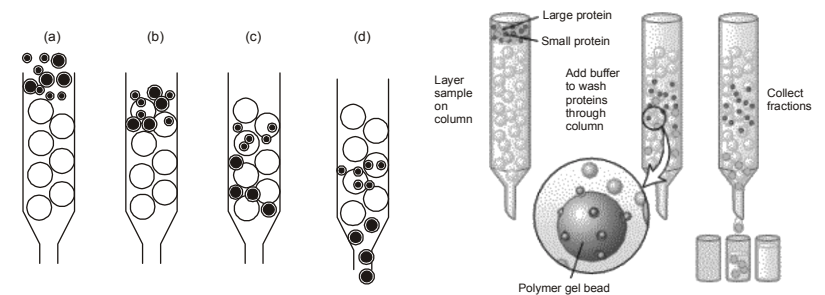 (a)
(b)
(c)
(d)
Large protein
Small protein
Layer
sample
on
column
Add buffer
to wash
proteins
through
column
Collect
fractions
Polymer gel bead